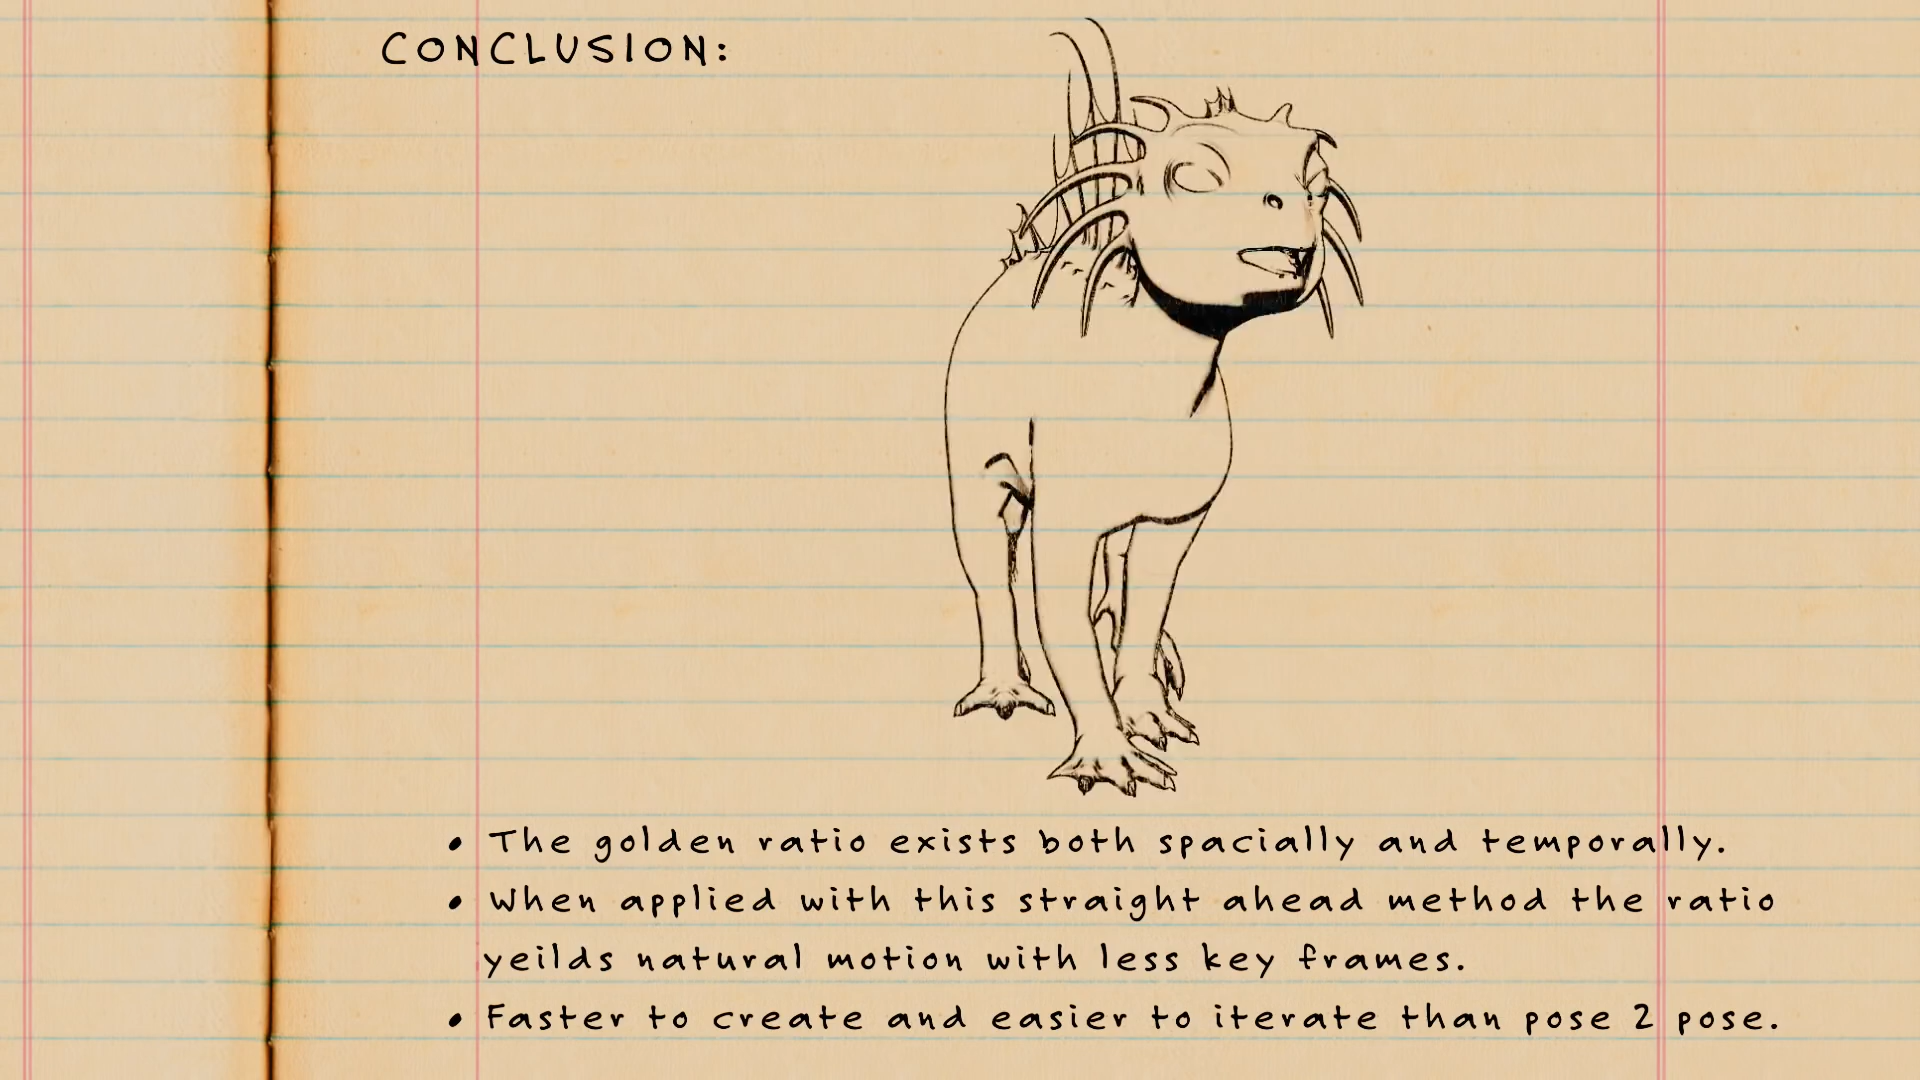 CONCLUSION:
• The golden ratio exists both spacially and temporally.
• When applied with this straight ahead method the ratio
yeilds natural motion with less key frames.
• Faster to create and easier to iterate than pose 2 pose.